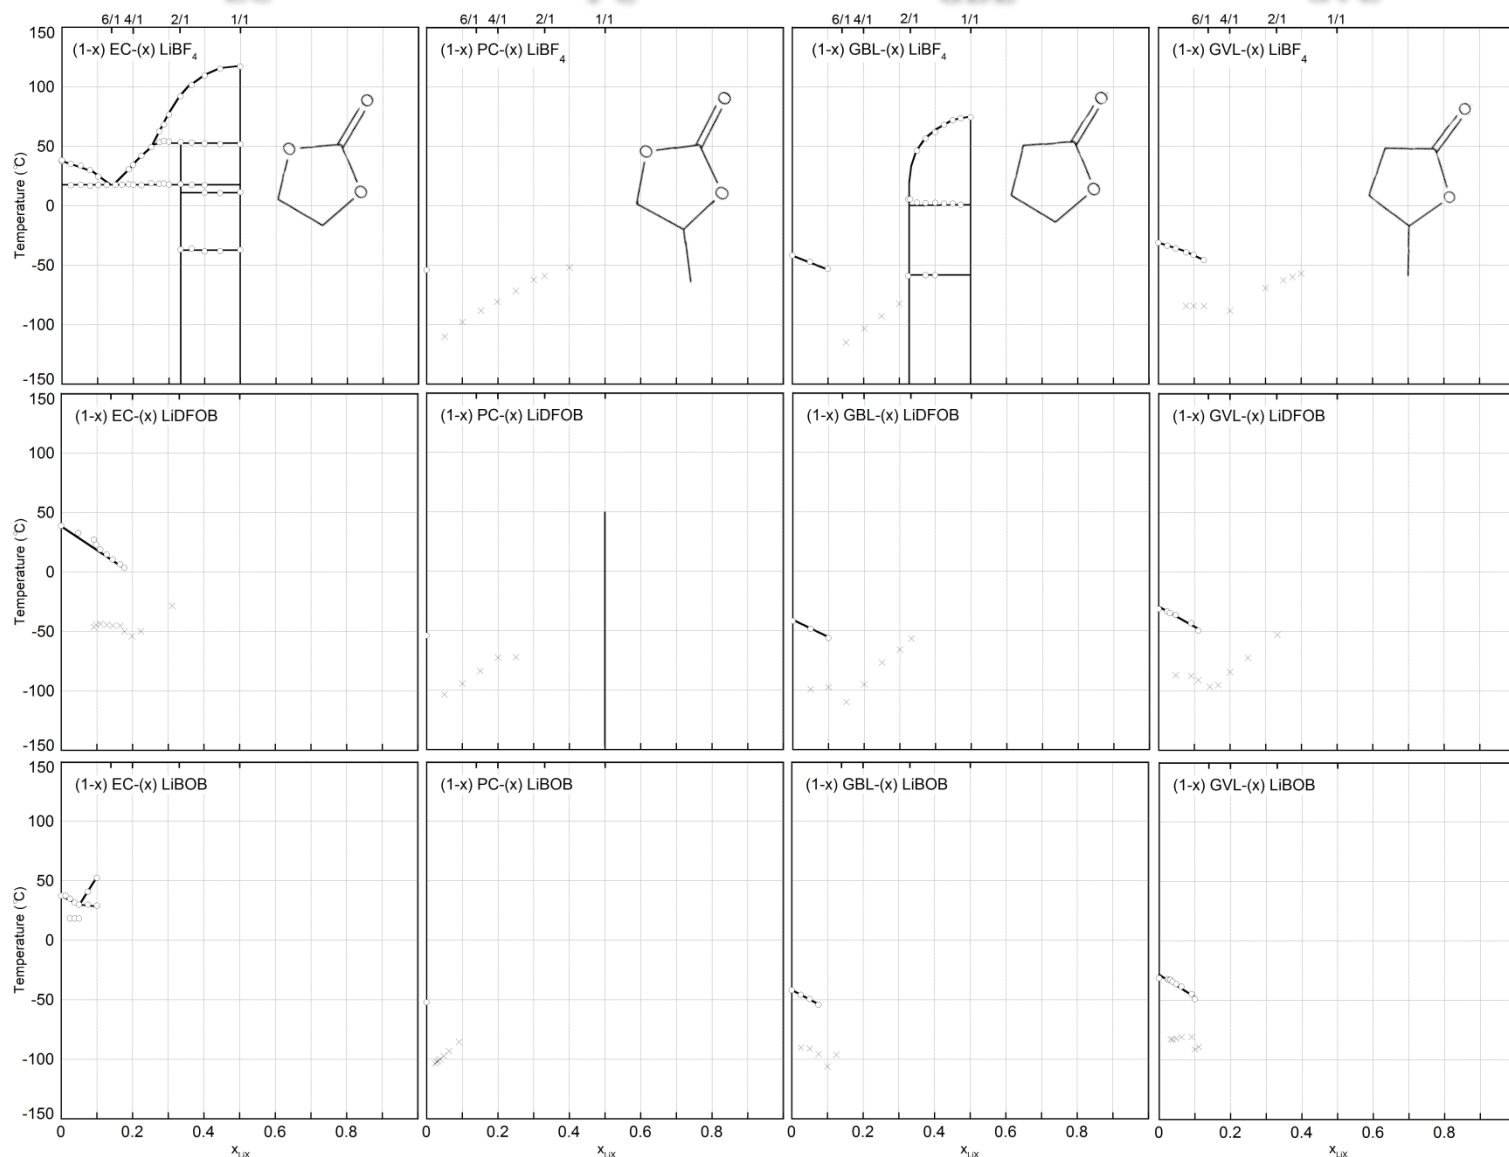 6/1 4/1 2/1 1/1 6/1 4/1 2/1 1/1 6/1 4/1 2/1 1/1 6/1 4/1 2/1 1/1
(1-x) EC-(x) LiBF4
(1-x) PC-(x) LiBF4
(1-x) GBL-(x) LiBF4
(1-x) GVL-(x) LiBF4
150
100
50
0
-50
-100
-150
Temperature (℃)
O
O
O
O
O
O
O
O
O
O
(1-x) EC-(x) LiDFOB
(1-x) PC-(x) LiDFOB
(1-x) GBL-(x) LiDFOB
(1-x) GVL-(x) LiDFOB
150
100
50
0
-50
-100
-150
Temperature (℃)
(1-x) EC-(x) LiBOB
(1-x) PC-(x) LiBOB
(1-x) GBL-(x) LiBOB
(1-x) GVL-(x) LiBOB
150
100
50
0
-50
-100
-150
Temperature (℃)
0 0.2 0.4 0.6 0.8 0 0.2 0.4 0.6 0.8 0 0.2 0.4 0.6 0.8 0 0.2 0.4 0.6 0.8
xLiX xLiX xLiX xLiX